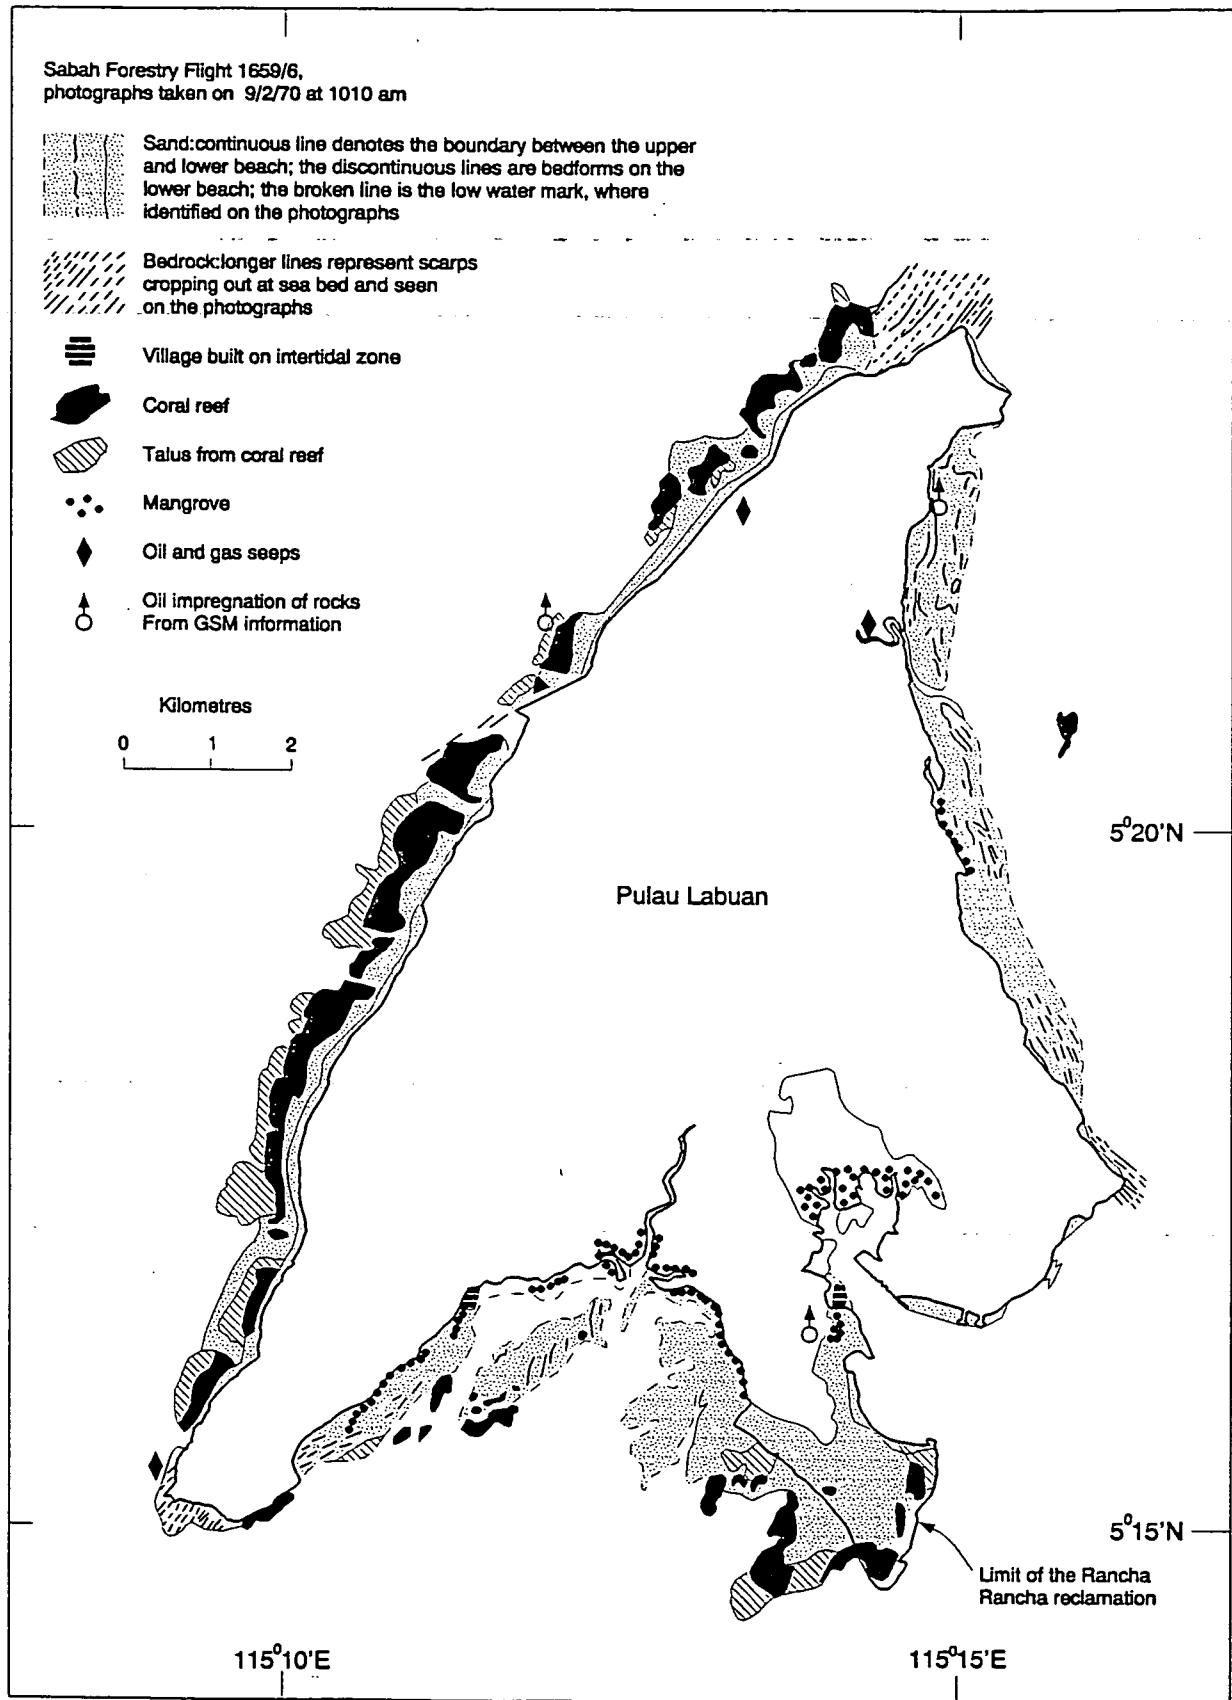 Sabah Forestry Flight 1659/6,
photographs taken on 9/2/70 at 1010 am
Sand:continuous line denotes the boundary between the upper
and lower beach; the discontinuous lines are bedforms on the
lower beach; the broken line is the low water mark, where
identified on the photographs
Bedrock:longer lines represent scarps
cropping out at sea bed and seen
on the photographs
Village built on intertidal zone
Coral reef
Talus from coral reef
Mangrove
Oil and gas seeps
Oil impregnation of rocks
From GSM information
Kilometres
0 1 2
5°20'N
Pulau Labuan
5°15'N
Limit of the Rancha
Rancha reclamation
115°10'E
115°15'E